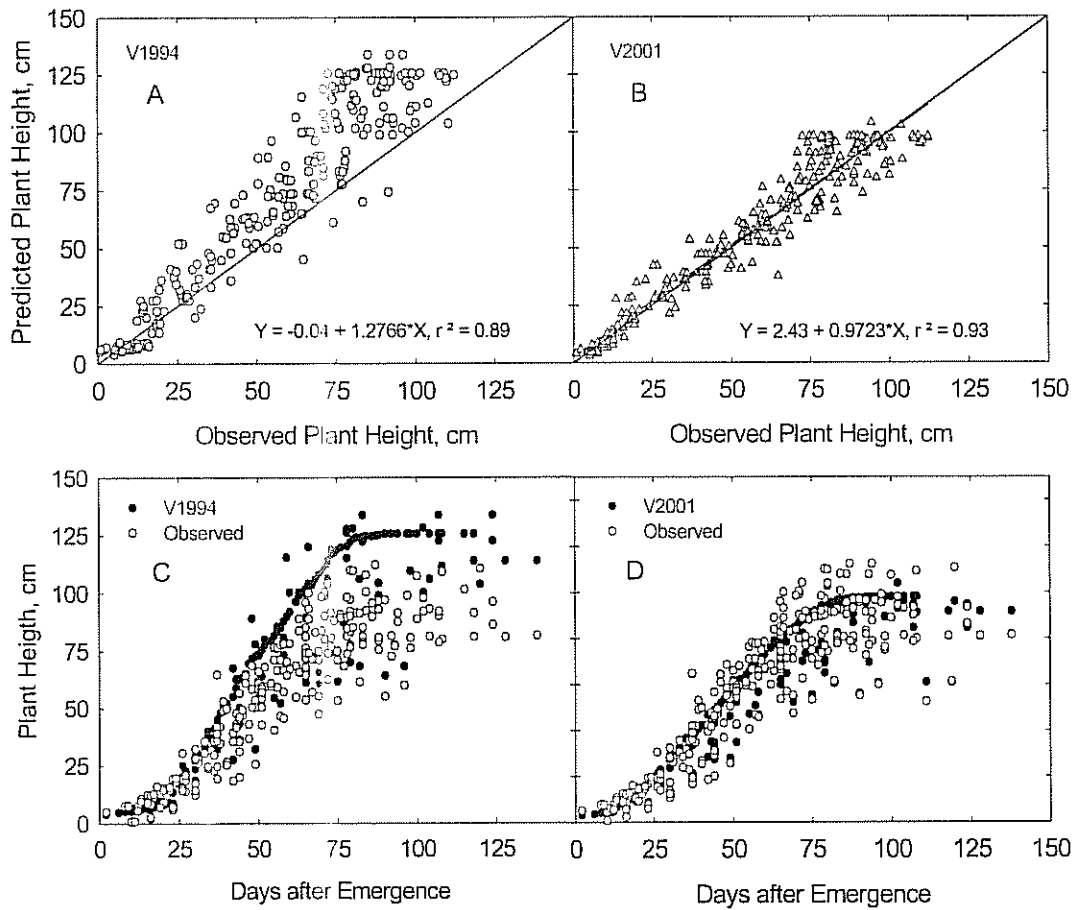 150
125
100
75
50
25
0
Predicted Plant Height, cm
V1994
A
Y = -0.04 + 1.2766*X, r² = 0.89
V2001
B
Y = 2.43 + 0.9723*X, r² = 0.93
0 25 50 75 100 125 0 25 50 75 100 125 150
Observed Plant Height, cm
Observed Plant Height, cm
150
125
100
75
50
25
0
Plant Heigth, cm
V1994
Observed
C
V2001
Observed
D
0 25 50 75 100 125 0 25 50 75 100 125 150
Days after Emergence
Days after Emergence